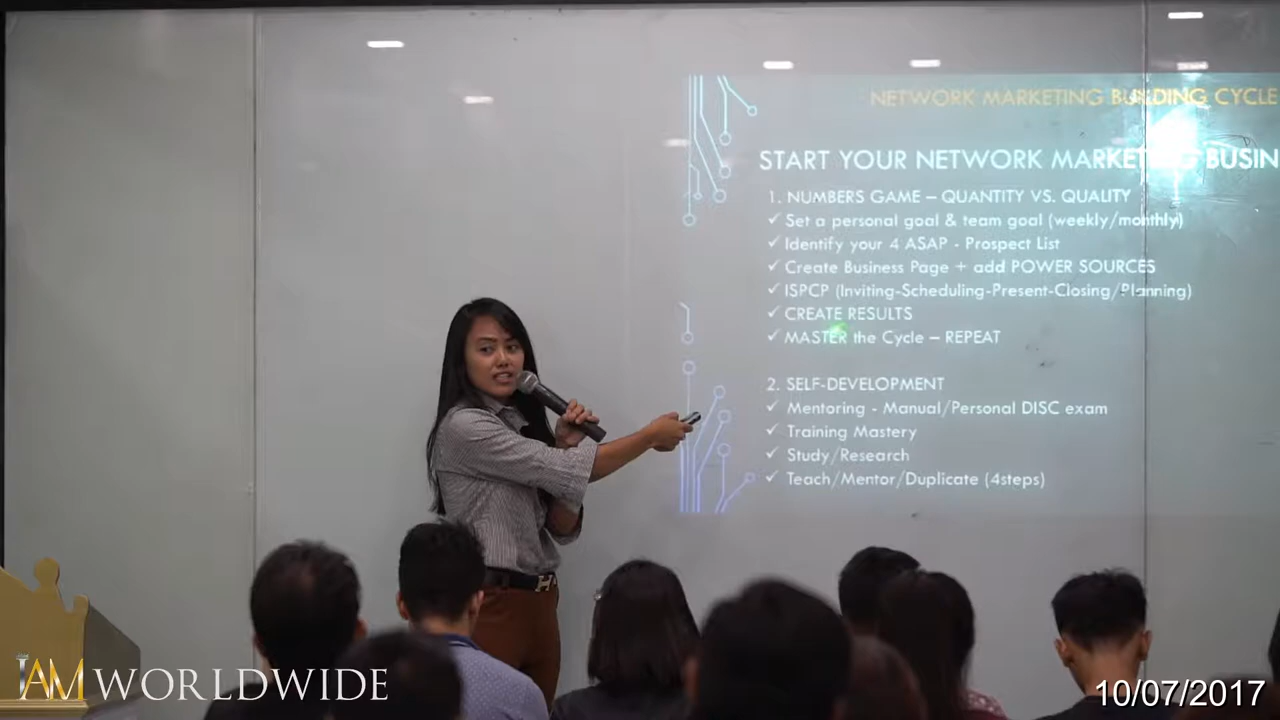 NETWORK MARKETING BUILDING CYCLE
START YOUR NETWORK MARKETING BUSIN
1. NUMBERS GAME – QUANTITY VS. QUALITY
✓ Set a personal goal & team goal (weekly/monthly)
✓ Identify your 4 ASAP - Prospect List
✓ Create Business Page + add POWER SOURCES
✓ ISPCP (Inviting-Scheduling-Present-Closing/Planning)
✓ CREATE RESULTS
✓ MASTER the Cycle – REPEAT
2. SELF-DEVELOPMENT
✓ Mentoring - Manual/Personal DISC exam
✓ Training Mastery
✓ Study/Research
✓ Teach/Mentor/Duplicate (4steps)
IAM WORLDWIDE
10/07/2017